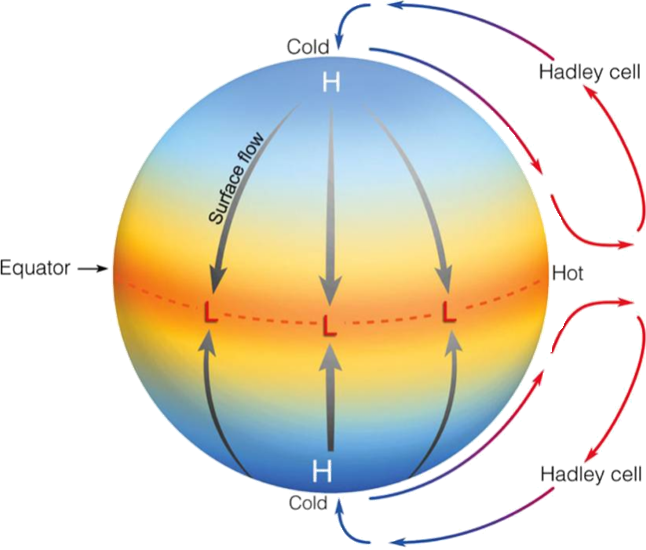 Cold
H
Hadley cell
Surface flow
Equator
Hot
L
L
L
H
Hadley cell
Cold